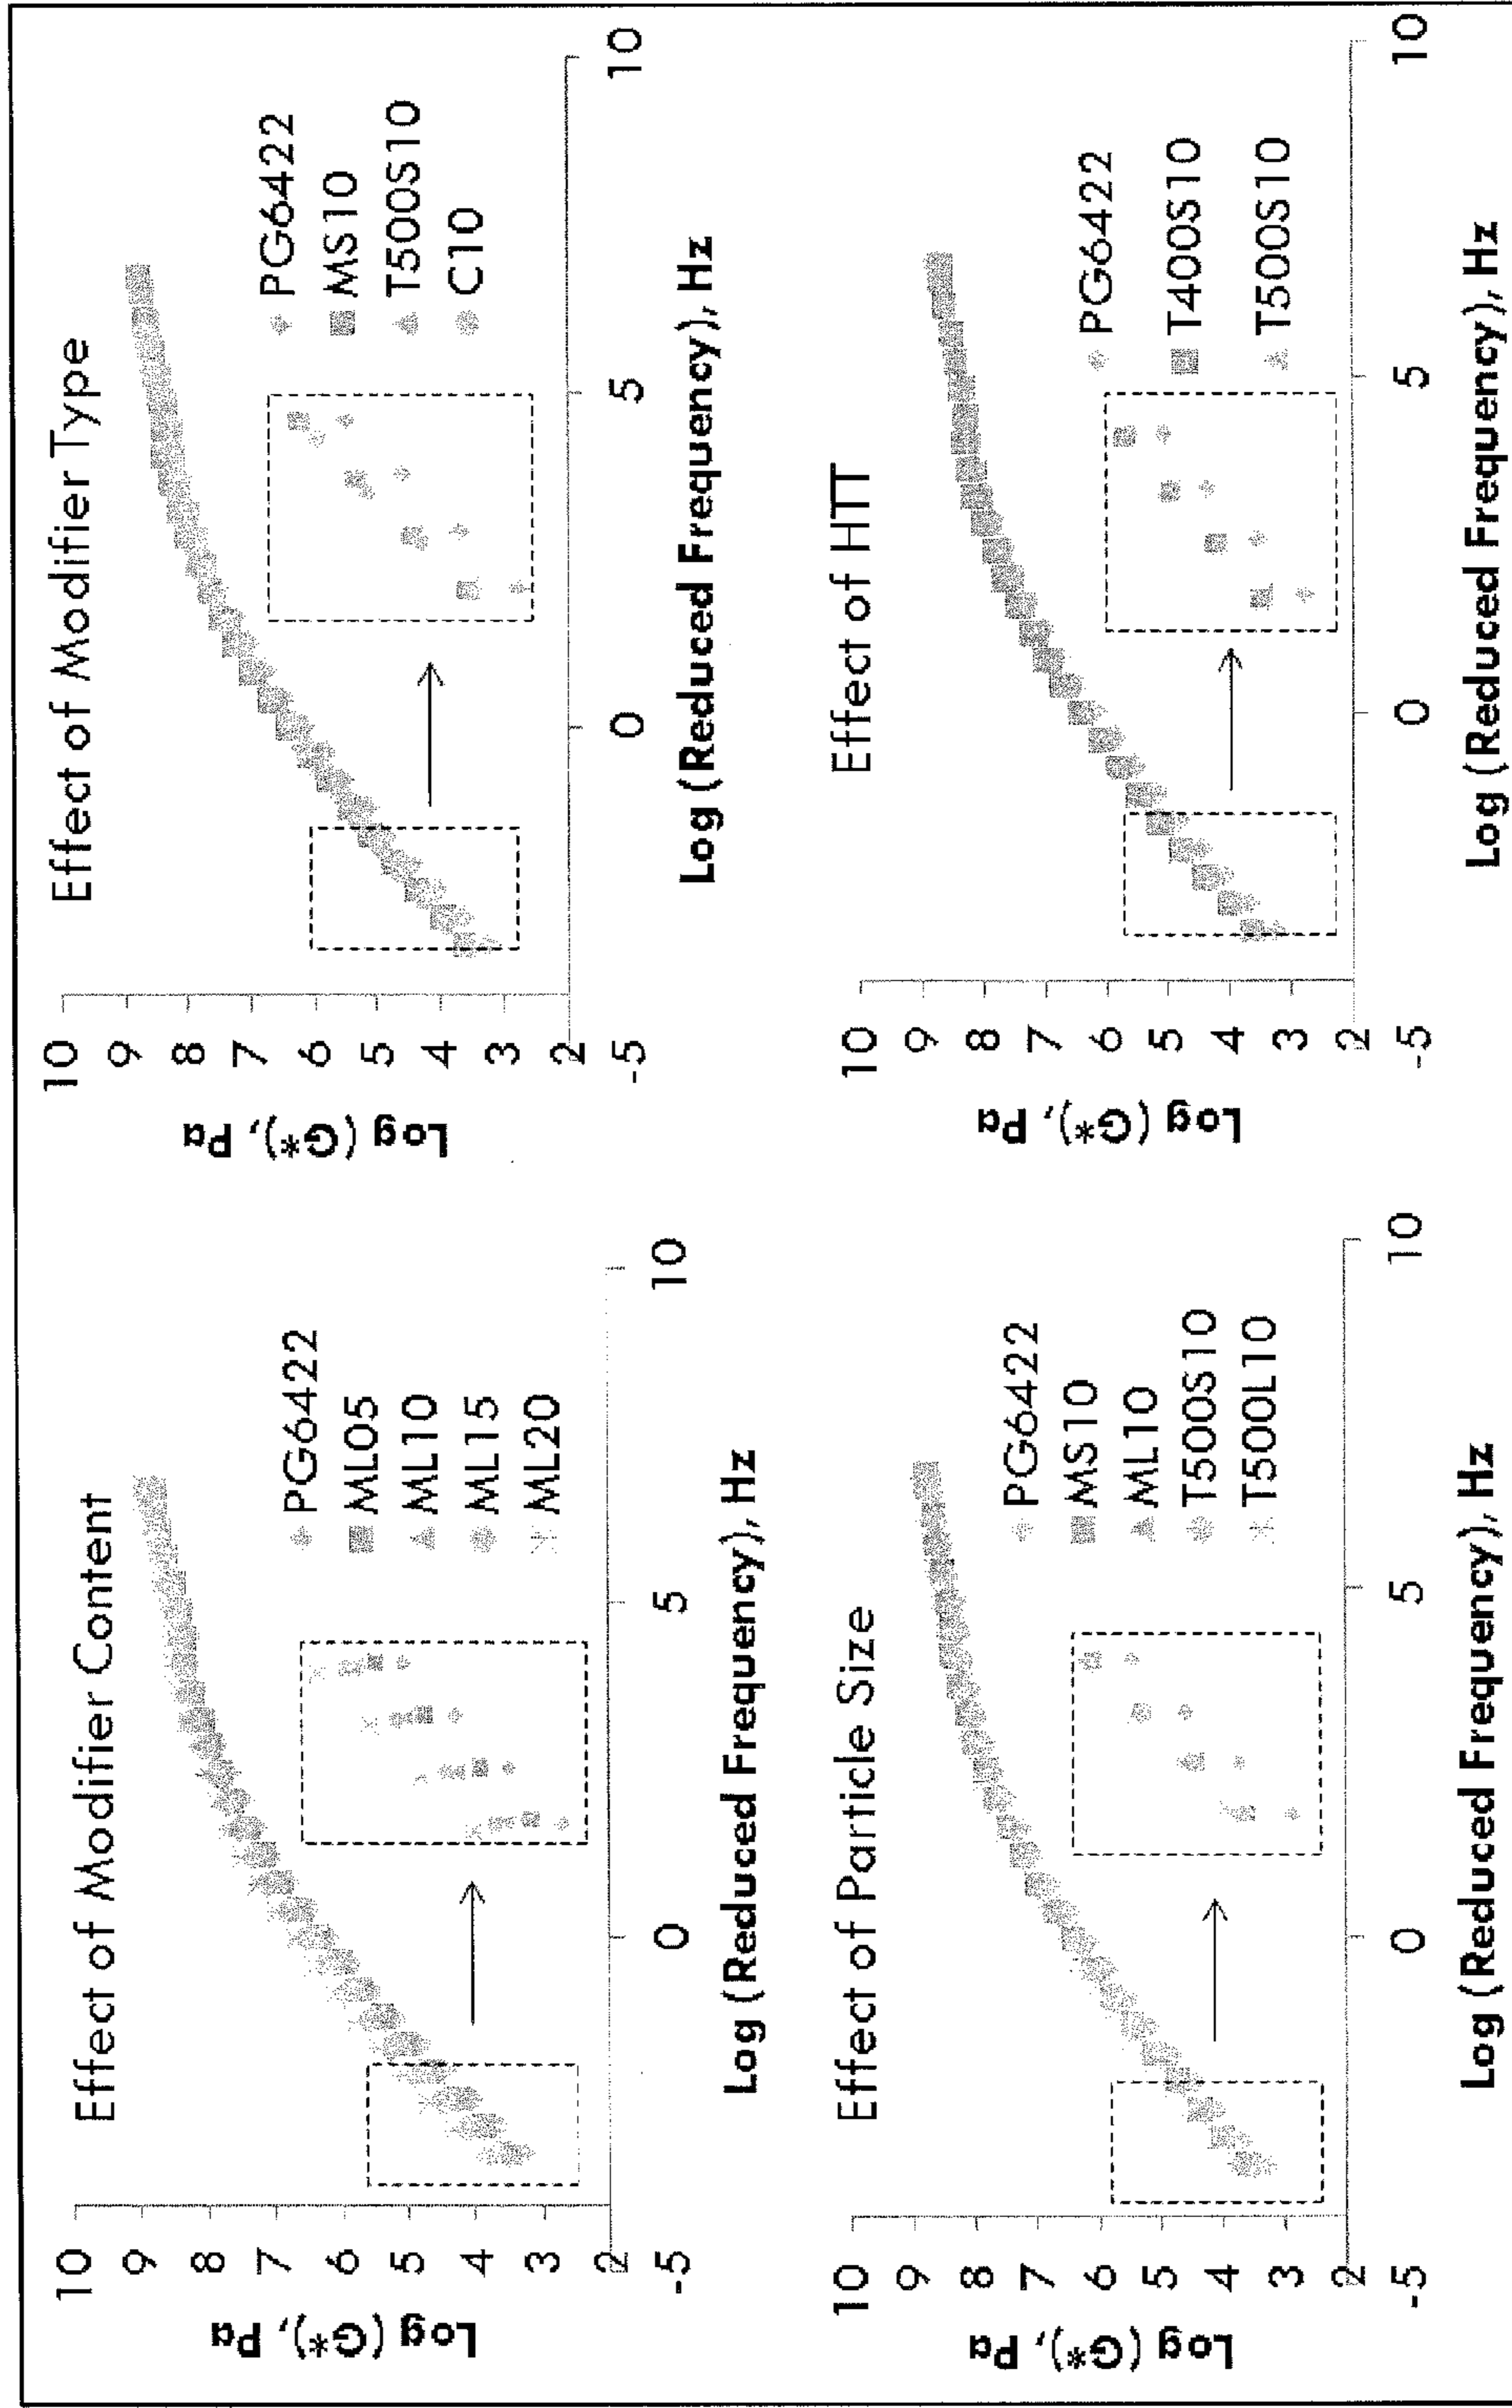 Effect of Modifier Content
Log (G*), Pa
10
9
8
7
6
5
4
3
2
-5
0
5
10
PG6422
ML05
ML10
ML15
ML20
Log (Reduced Frequency), Hz
Effect of Modifier Type
Log (G*), Pa
10
9
8
7
6
5
4
3
2
-5
0
5
10
PG6422
MS10
T500S10
C10
Log (Reduced Frequency), Hz
Effect of Particle Size
Log (G*), Pa
10
9
8
7
6
5
4
3
2
-5
0
5
10
PG6422
MS10
ML10
T500S10
T500L10
Log (Reduced Frequency), Hz
Effect of HTT
Log (G*), Pa
10
9
8
7
6
5
4
3
2
-5
0
5
10
PG6422
T400S10
T500S10
Log (Reduced Frequency), Hz